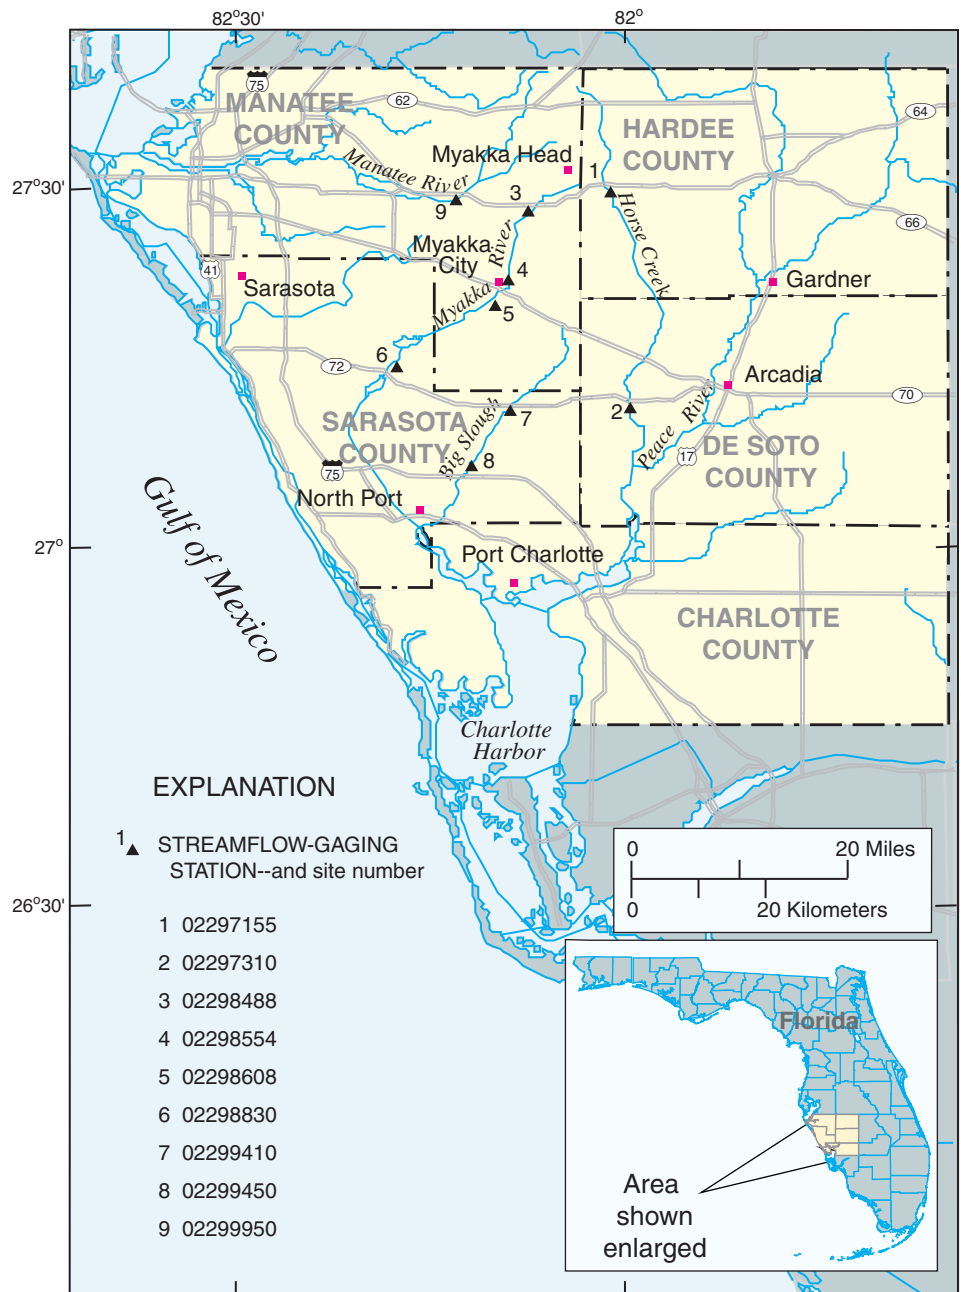 82°30'
82°
75
MANATEE
COUNTY
62
64
HARDEE
COUNTY
Myakka Head
1
Manatee River
3
27°30'
9
Horse Creek
66
Myakka
City
River
4
41
Sarasota
Gardner
Myakka
5
6
72
Arcadia
70
SARASOTA
COUNTY
Big Slough
7
2
Peace River
DE SOTO
COUNTY
17
8
75
North Port
Gulf of Mexico
27°
Port Charlotte
CHARLOTTE
COUNTY
Charlotte
Harbor
EXPLANATION
1 STREAMFLOW-GAGING
STATION--and site number
0 20 Miles
0 20 Kilometers
26°30'
1 02297155
2 02297310
3 02298488
4 02298554
5 02298608
6 02298830
7 02299410
8 02299450
9 02299950
Florida
Area
shown
enlarged